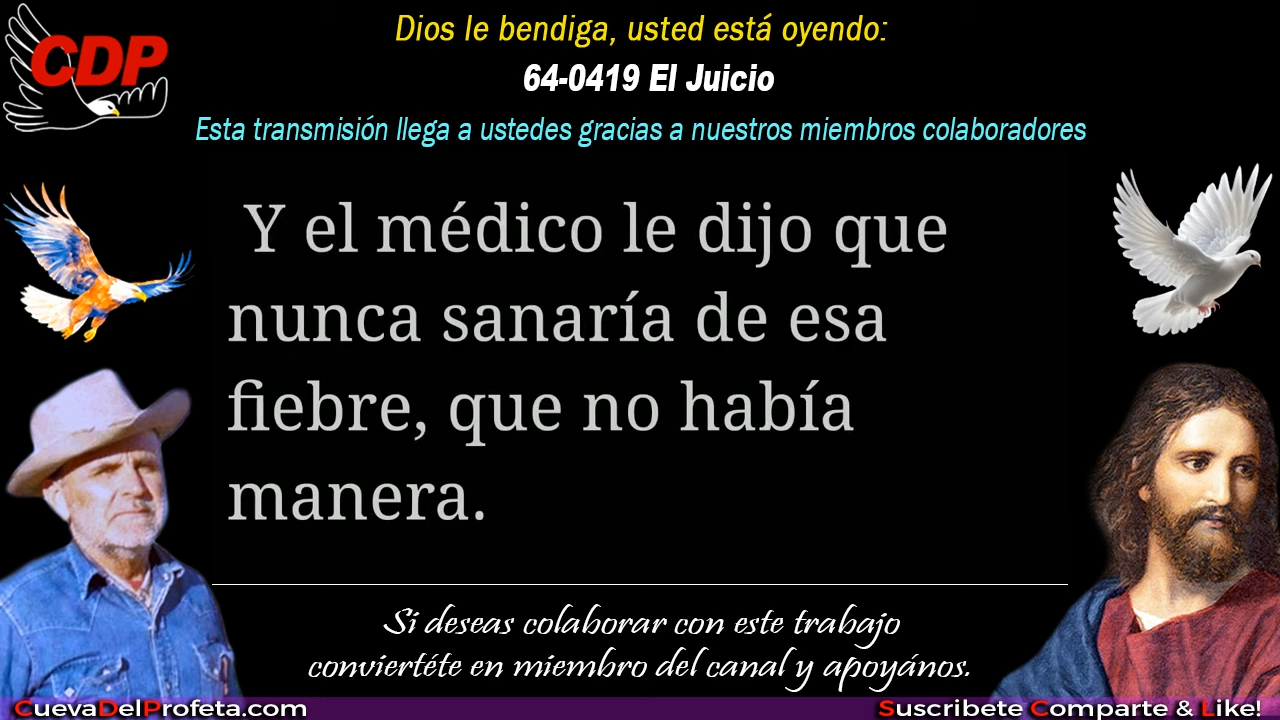 CDP
Dios le bendiga, usted está oyendo:
64-0419 El Juicio
Esta transmisión llega a ustedes gracias a nuestros miembros colaboradores
Y el médico le dijo que
nunca sanaría de esa
fiebre, que no había
manera.
Si deseas colaborar con este trabajo
conviertéte en miembro del canal y apoyános.
CuevaDelProfeta.com
Suscribete Comparte & Like!